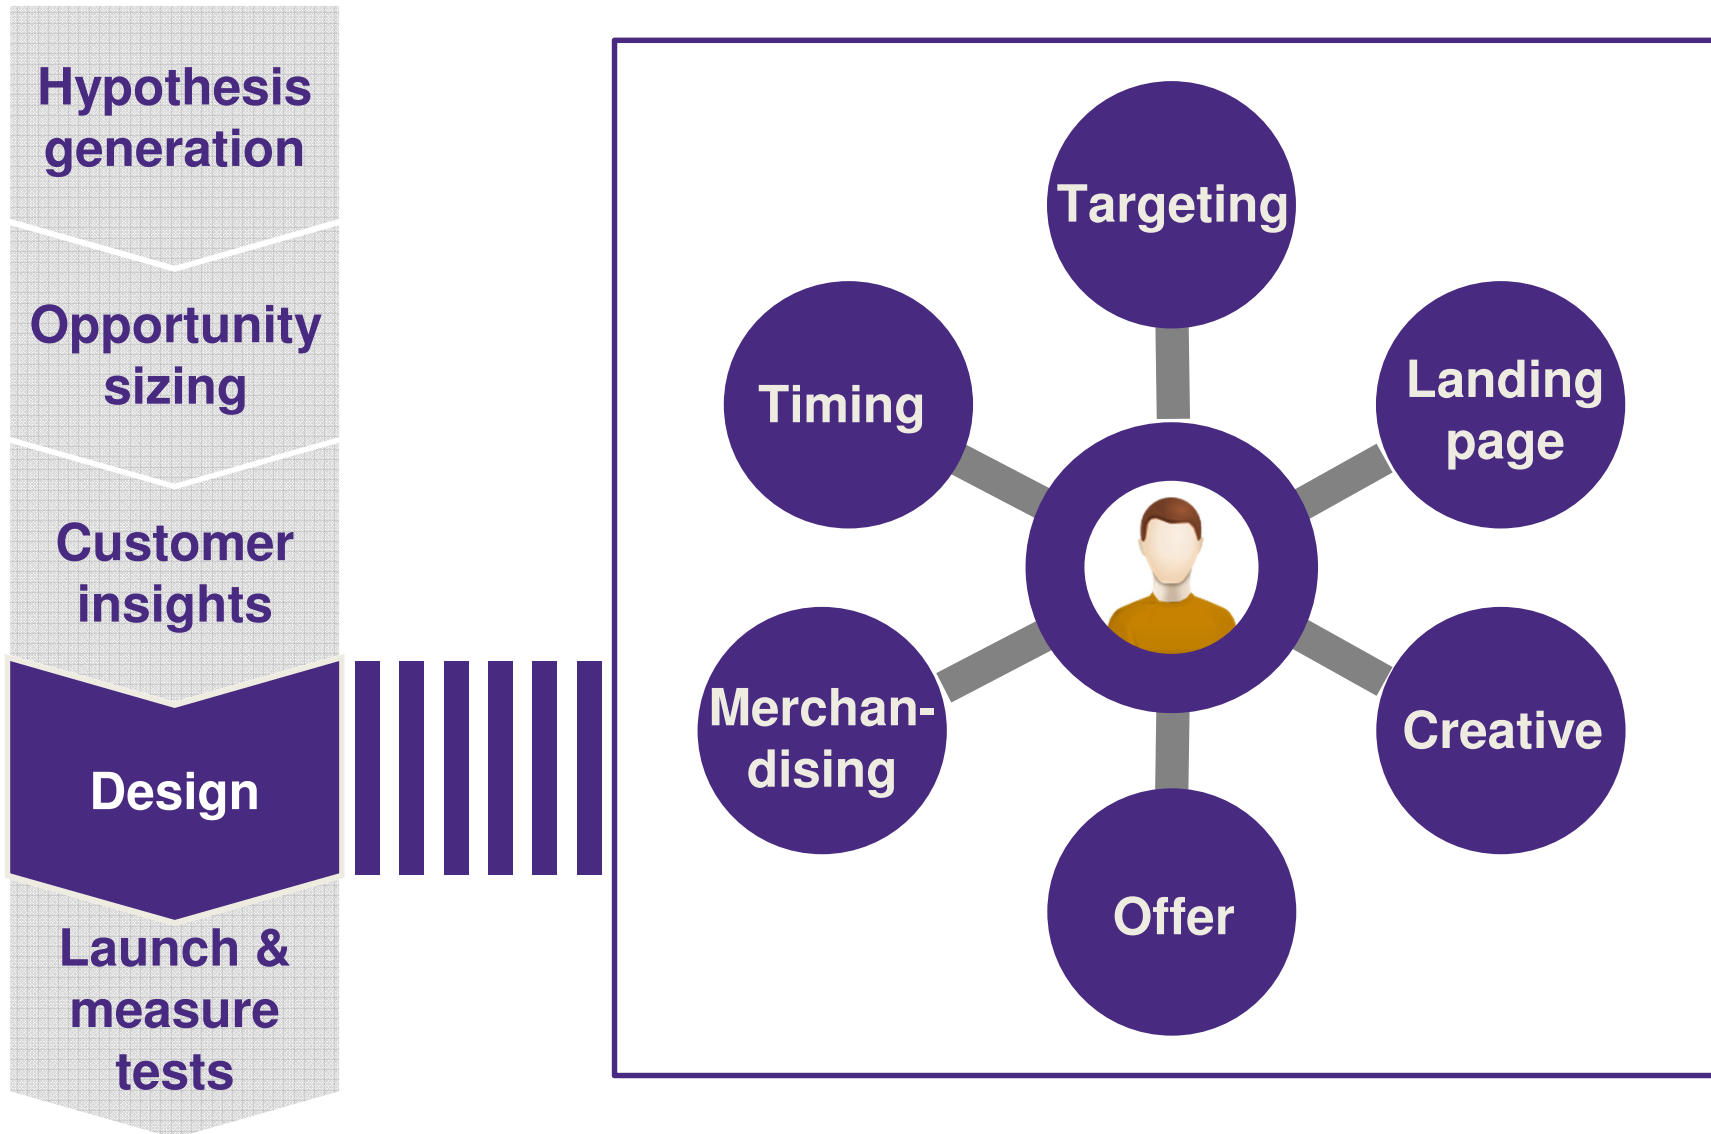 Hypothesis
generation
Opportunity
sizing
Customer
insights
Design
Launch &
measure
tests
Targeting
Timing
Landing
page
Merchan-
dising
Creative
Offer